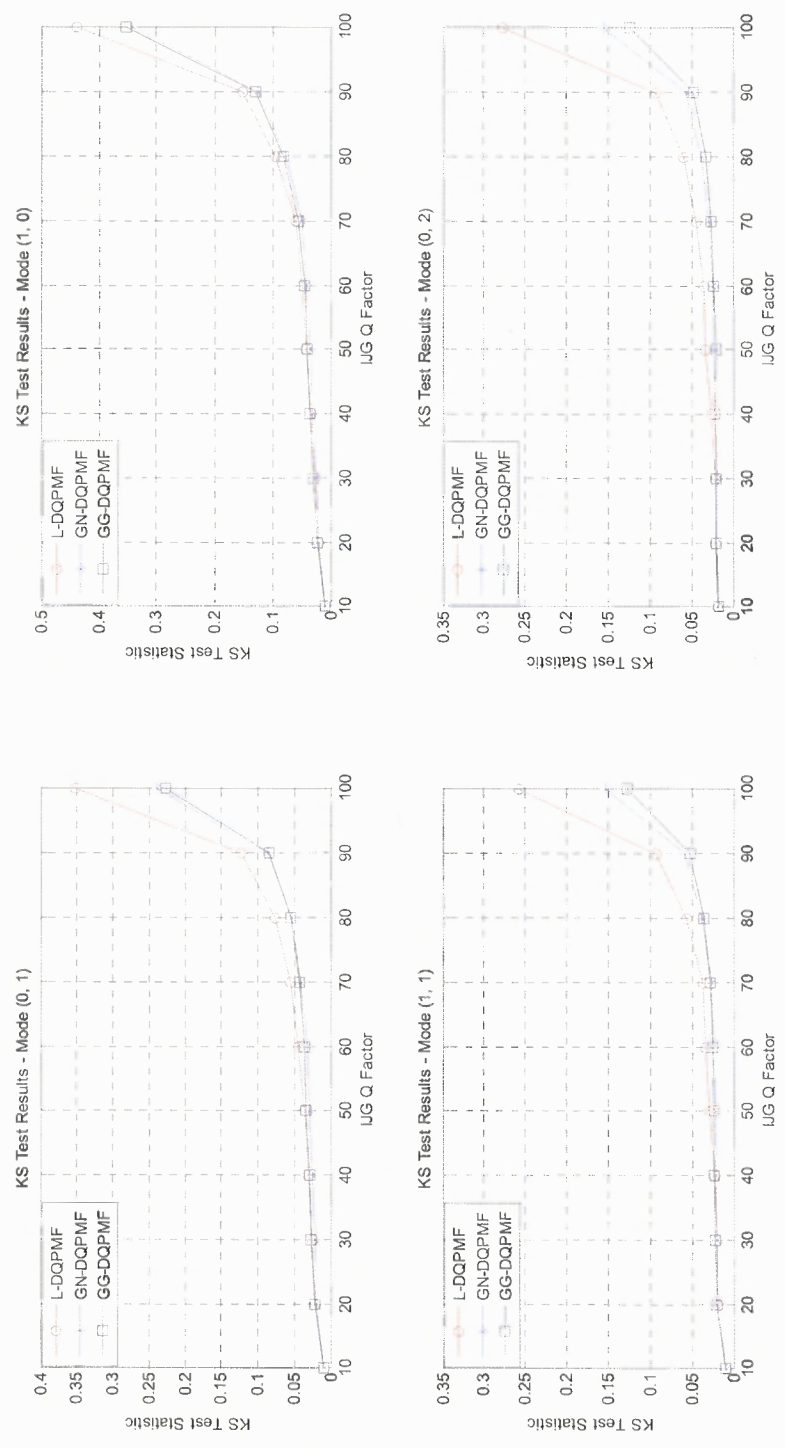 KS Test Results - Mode (0, 1)
L-DQPMF
GN-DQPMF
GG-DQPMF
KS Test Statistic
0.4
0.35
0.3
0.25
0.2
0.15
0.1
0.05
0
10 20 30 40 50 60 70 80 90 100
IJG Q Factor
KS Test Results - Mode (1, 0)
L-DQPMF
GN-DQPMF
GG-DQPMF
KS Test Statistic
0.5
0.4
0.3
0.2
0.1
0
10 20 30 40 50 60 70 80 90 100
IJG Q Factor
KS Test Results - Mode (1, 1)
L-DQPMF
GN-DQPMF
GG-DQPMF
KS Test Statistic
0.35
0.3
0.25
0.2
0.15
0.1
0.05
0
10 20 30 40 50 60 70 80 90 100
IJG Q Factor
KS Test Results - Mode (0, 2)
L-DQPMF
GN-DQPMF
GG-DQPMF
KS Test Statistic
0.35
0.3
0.25
0.2
0.15
0.1
0.05
0
10 20 30 40 50 60 70 80 90 100
IJG Q Factor